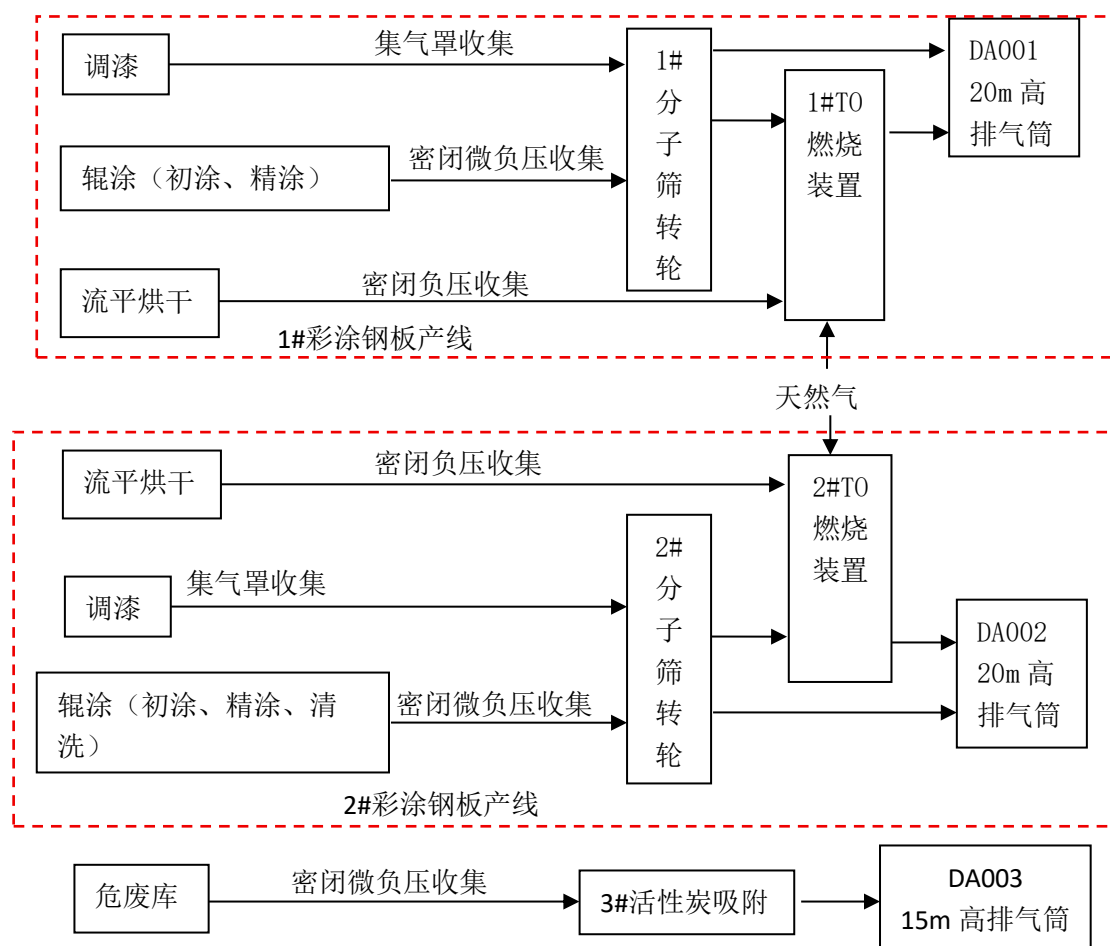 调漆
集气罩收集
1#
分
子
筛
转
轮
1#TO
燃烧
装置
DA001
20m 高
排气筒
辊涂（初涂、精涂）
密闭微负压收集
流平烘干
密闭负压收集
1#彩涂钢板产线
天然气
流平烘干
密闭负压收集
2#TO
燃烧
装置
调漆
集气罩收集
2#
分
子
筛
转
轮
DA002
20m 高
排气筒
辊涂（初涂、精涂、清
洗）
密闭微负压收集
2#彩涂钢板产线
危废库
密闭微负压收集
3#活性炭吸附
DA003
15m 高排气筒